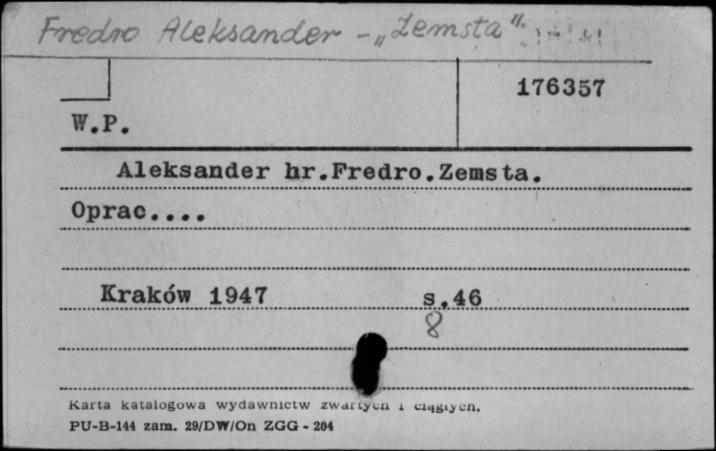 Fredro Aleksander - „Zemsta"
176357
W.P.
Aleksander hr.Fredro.Zemsta.
Oprac....
Kraków 1947 s.46
8
Karta katalogowa wydawnictw zwartych i ciągłych.
PU-B-144 zam. 29/DW/On ZGG - 204